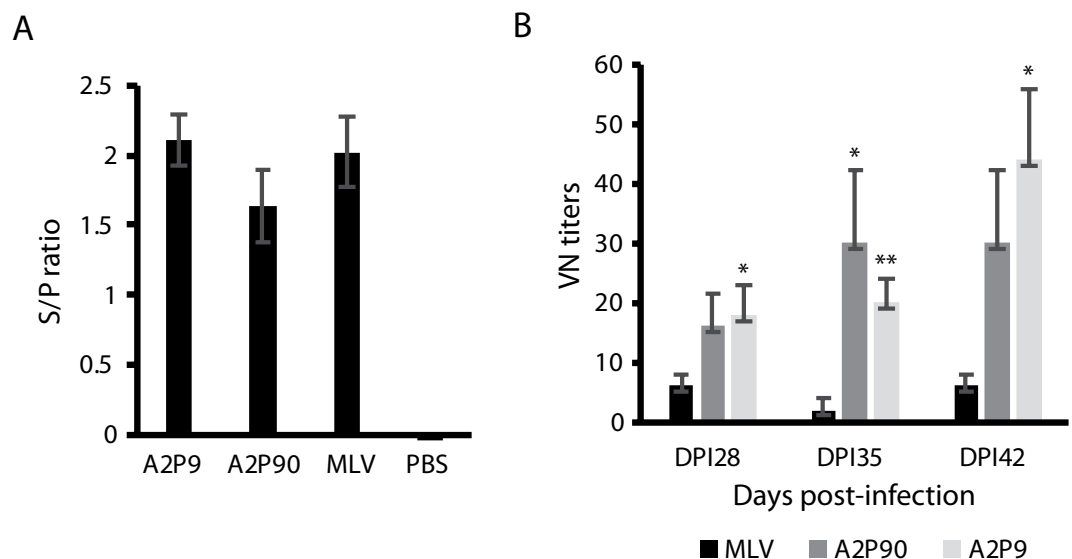 A
S/P ratio
2.5
2
1.5
1
0.5
0
A2P9 A2P90 MLV PBS
B
VN titers
60
50
40
30
20
10
0
*
*
**
*
DPI28 DPI35 DPI42
Days post-infection
MLV A2P90 A2P9